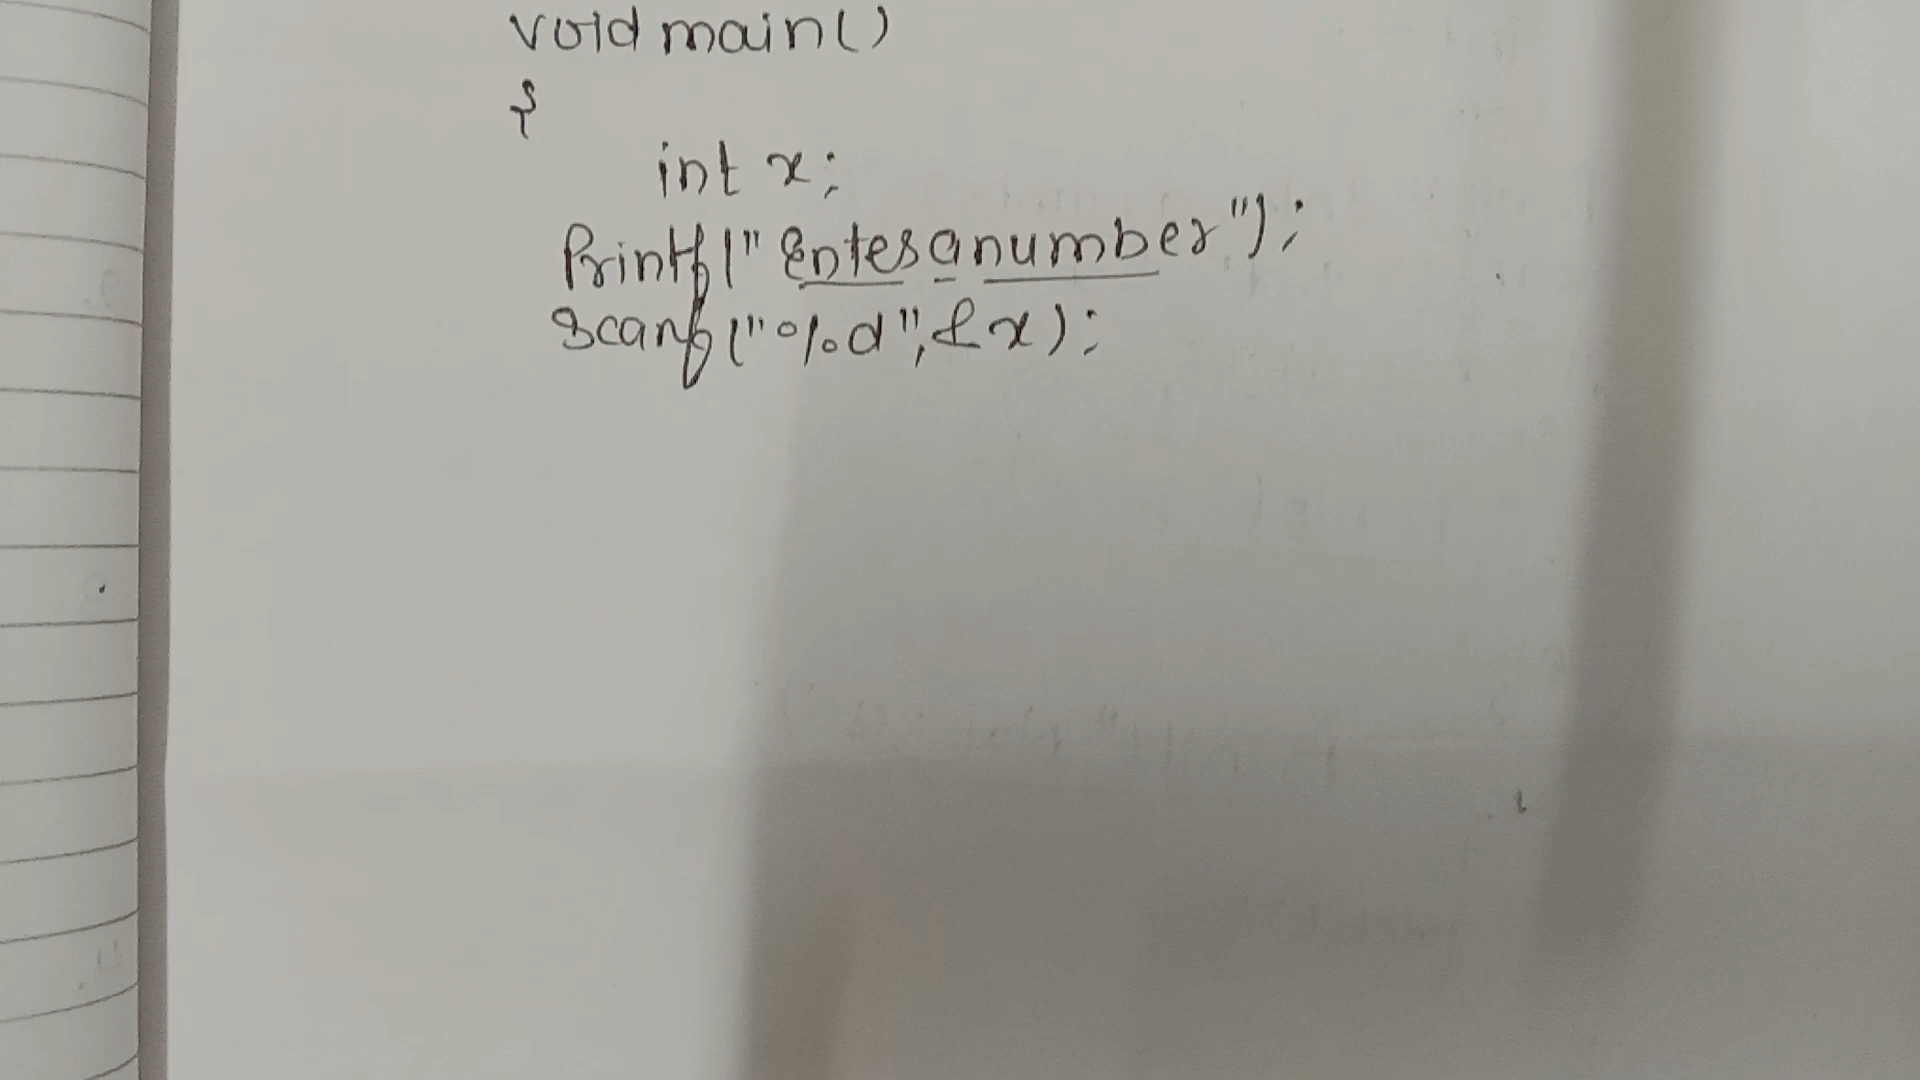 void main()
{
int x;
Printf("Enter a number");
Scanf("%d",&x);